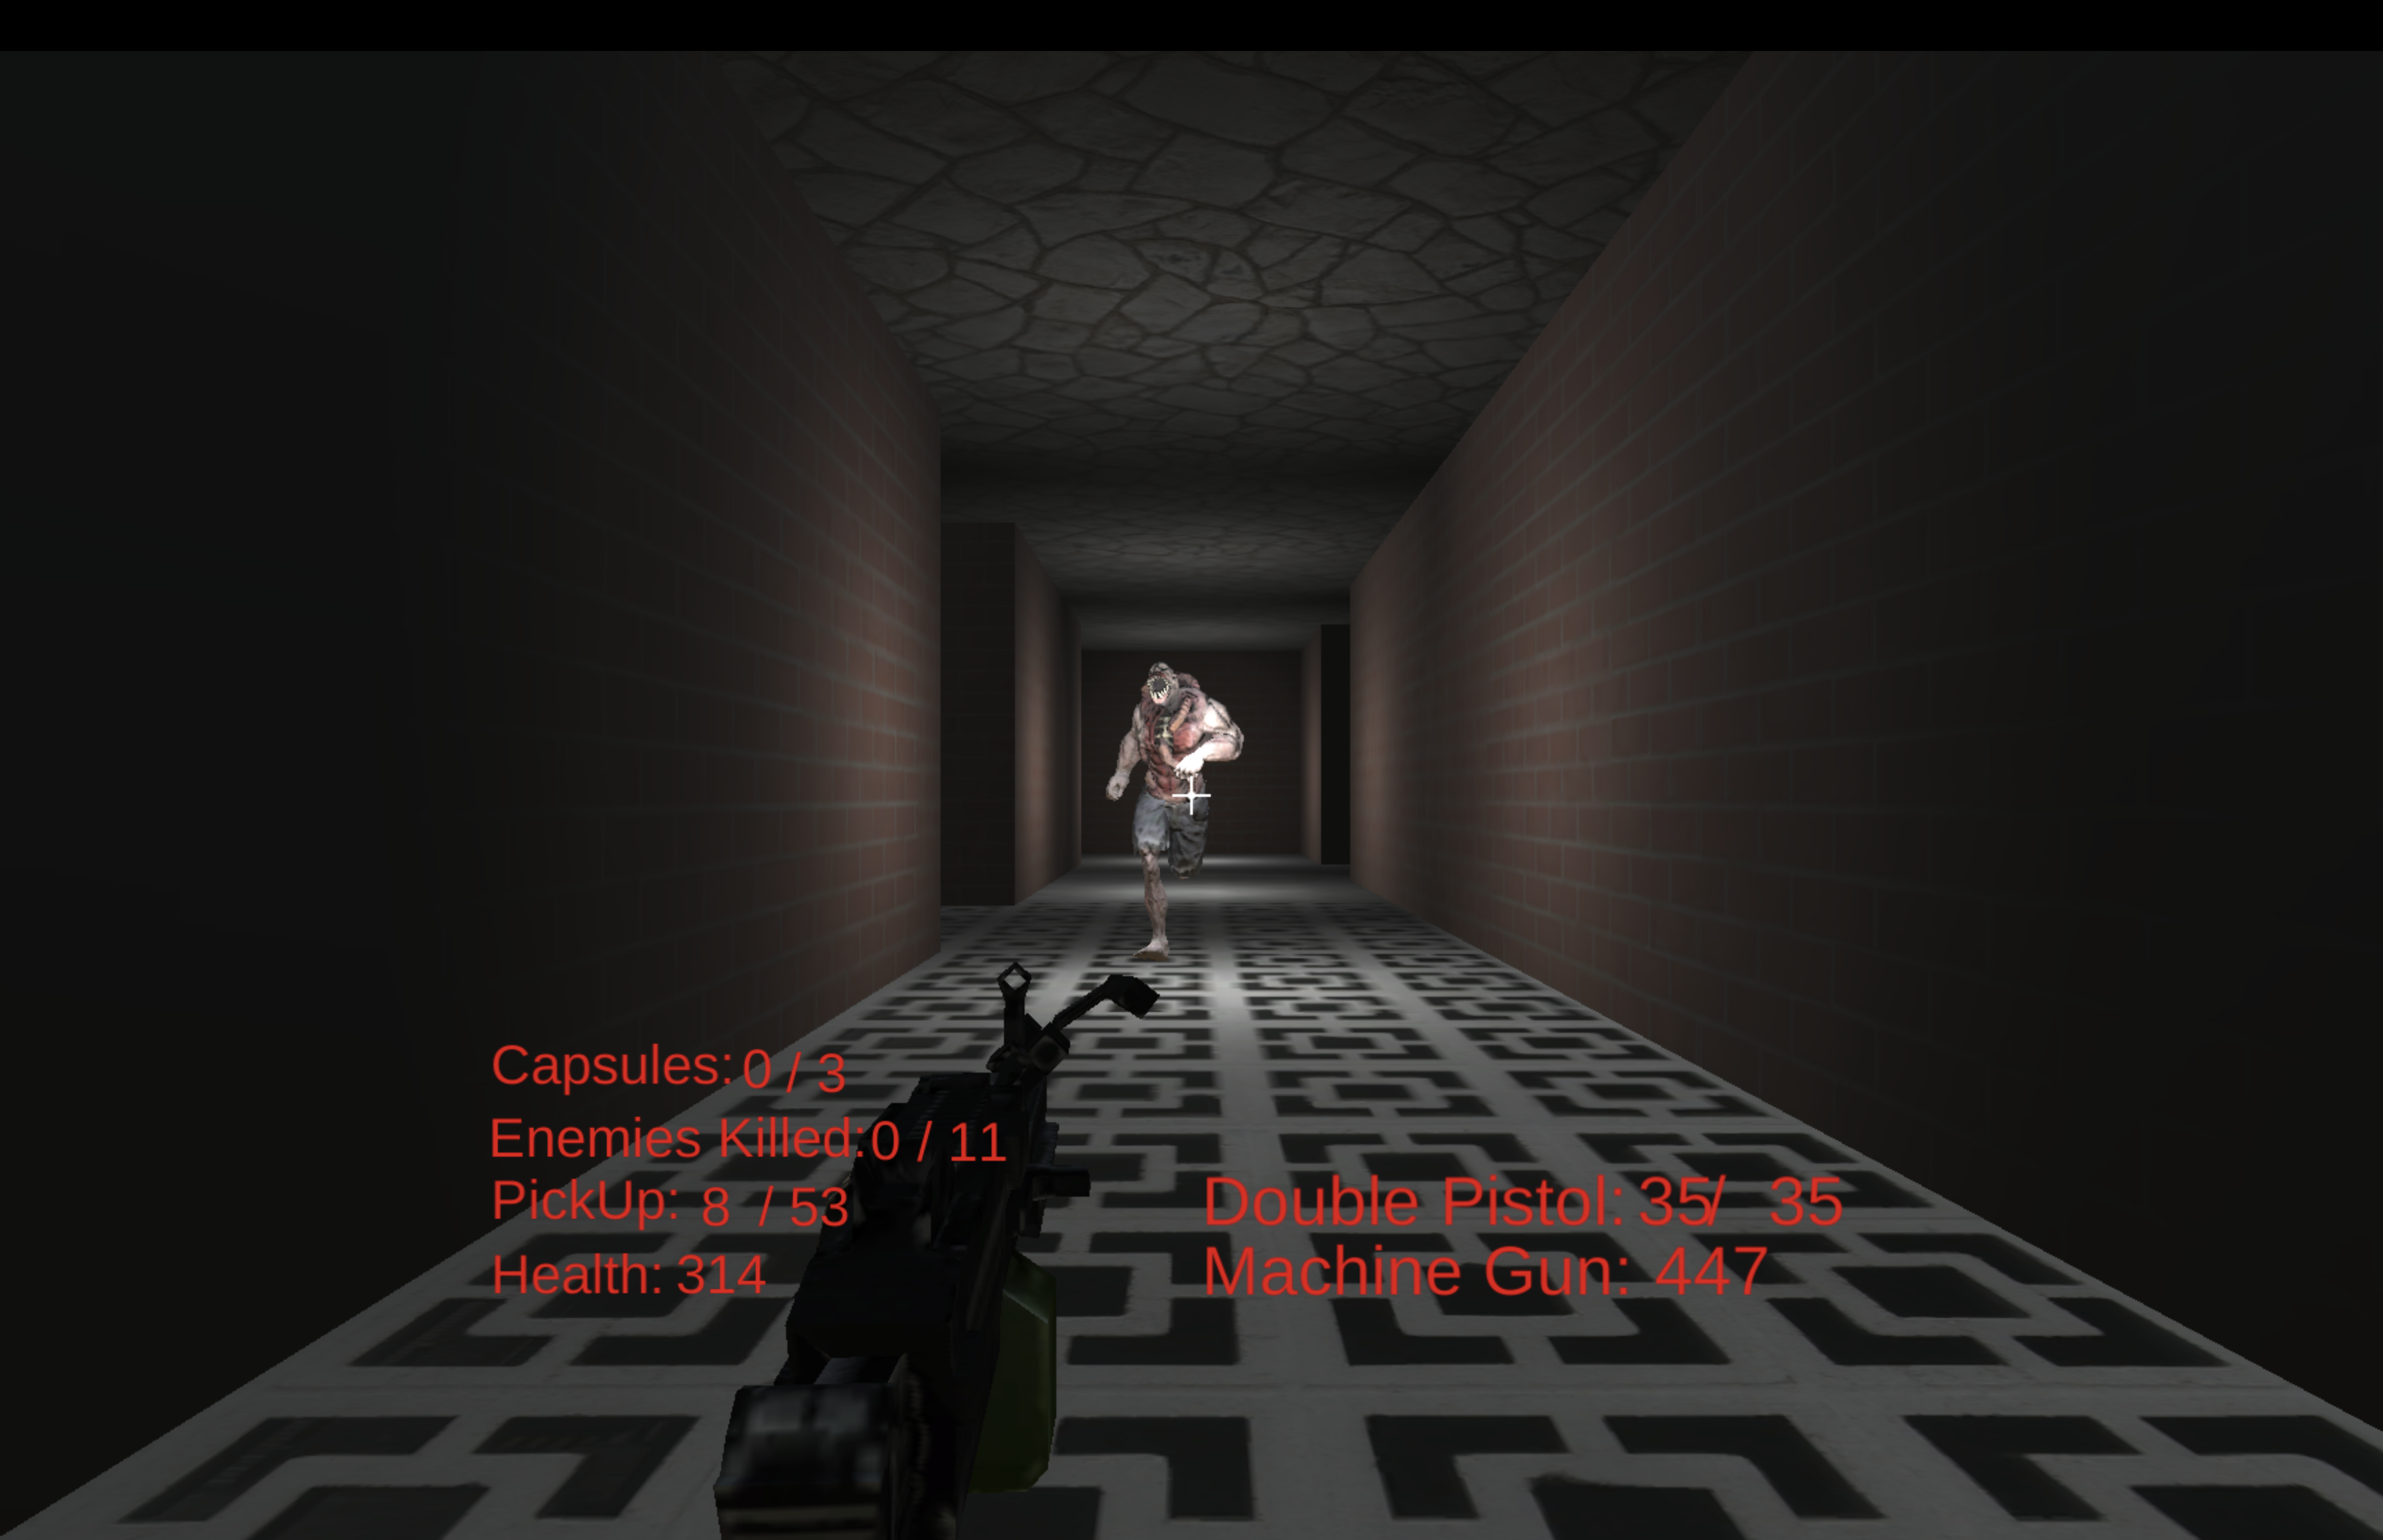 Capsules: 0 / 3
Enemies Killed: 0 / 11
PickUp: 8 / 53
Health: 314
Double Pistol: 35/ 35
Machine Gun: 447